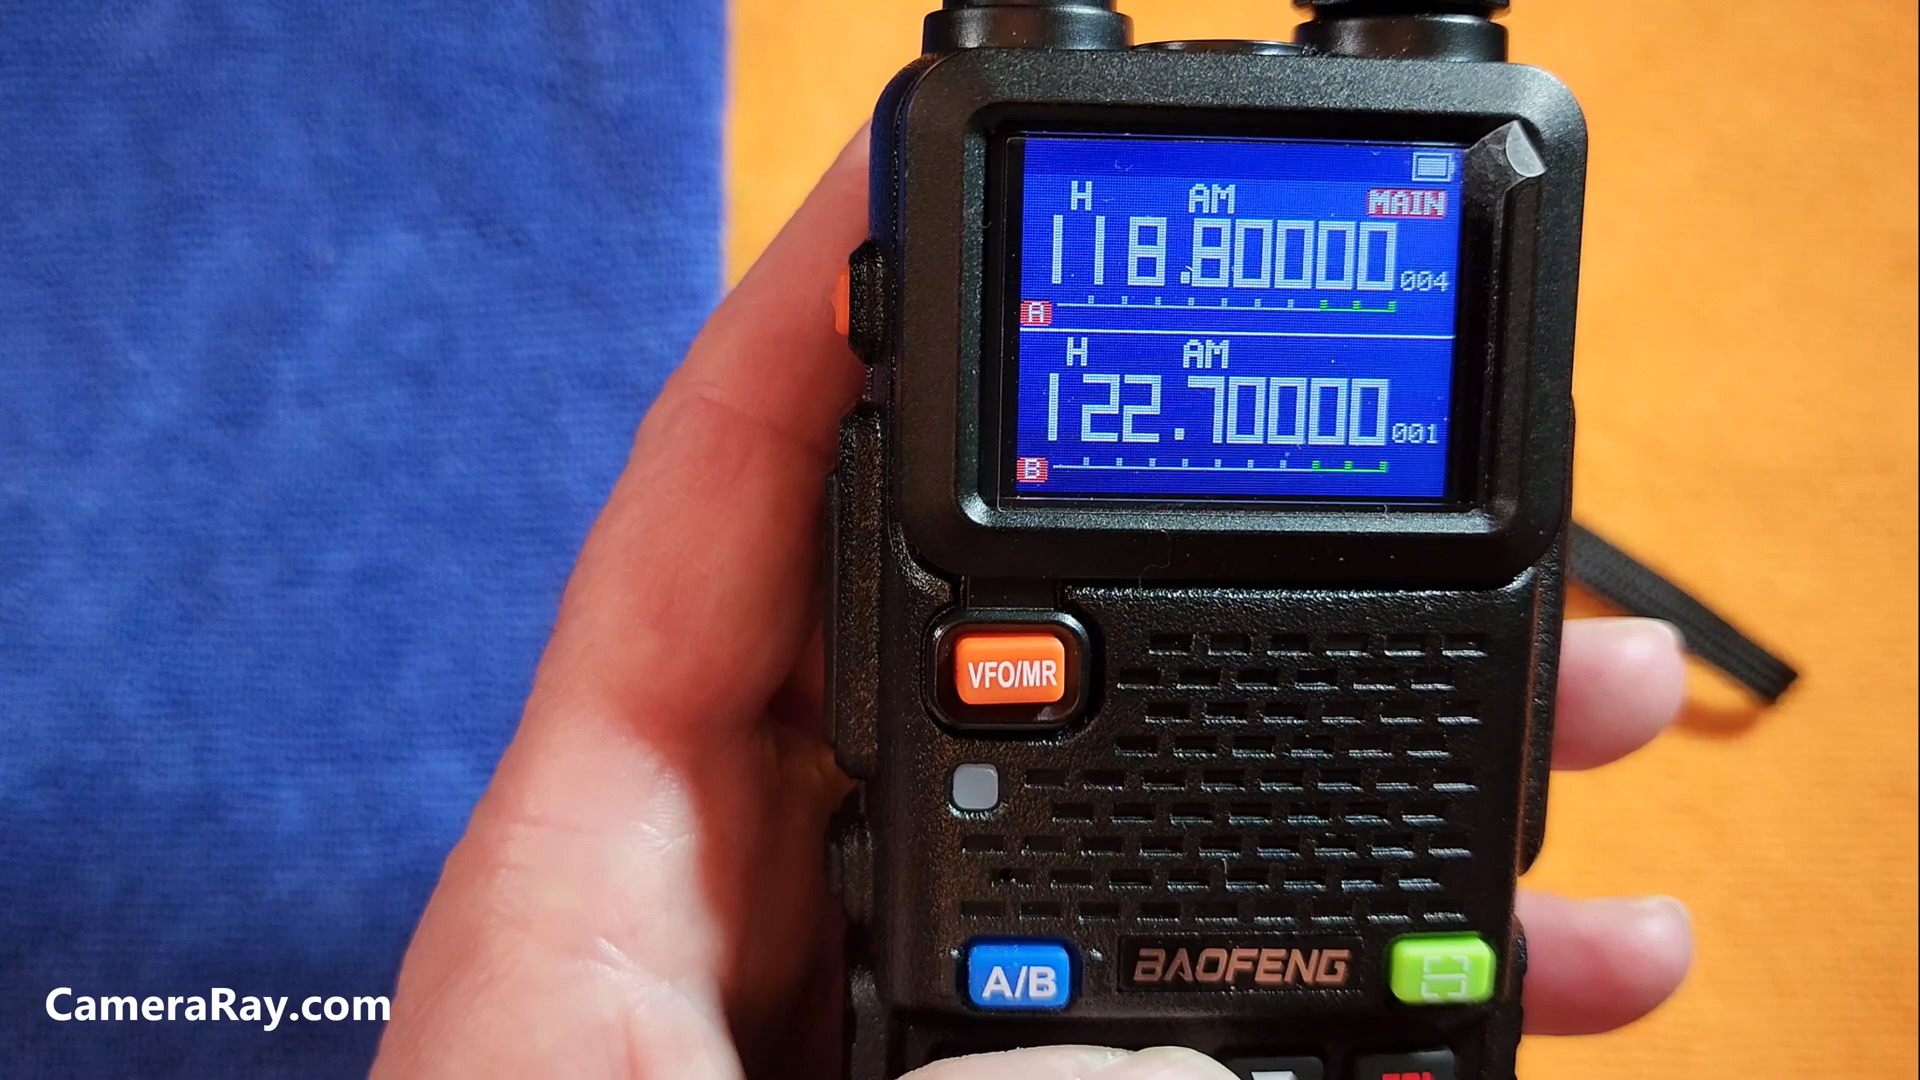 H AM MAIN
118.80000 004
A
H AM
122.70000 001
B
VFO/MR
A/B BAOFENG
CameraRay.com